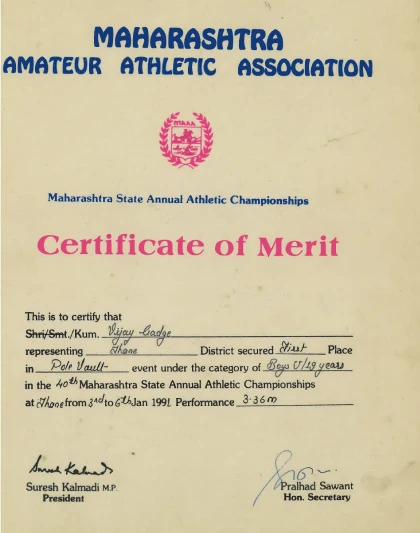 MAHARASHTRA
AMATEUR ATHLETIC ASSOCIATION
MAAA
Maharashtra State Annual Athletic Championships
Certificate of Merit
This is to certify that
Shri/Smt./Kum. Vijay Gadge
representing Thane District secured First Place
in Pole Vault event under the category of Boys U/19 years
in the 40th Maharashtra State Annual Athletic Championships
at Thane from 3rd to 6th Jan 1991 Performance 3.36m
Suresh Kalmadi
Suresh Kalmadi M.P. Pralhad Sawant
President Hon. Secretary